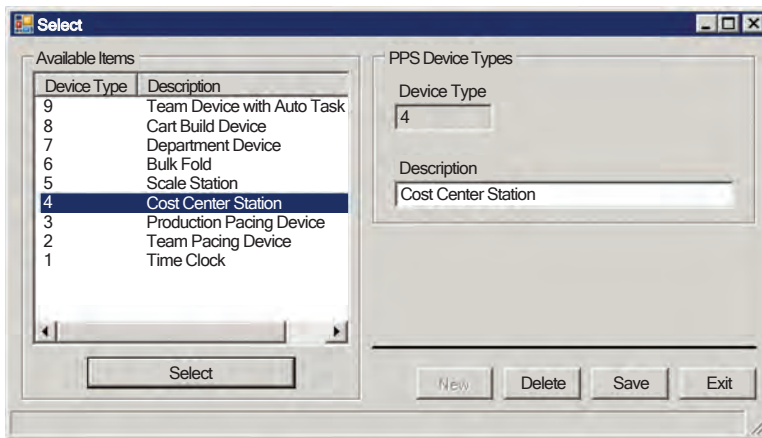 Select
Available Items
Device Type Description
9 Team Device with Auto Task
8 Cart Build Device
7 Department Device
6 Bulk Fold
5 Scale Station
4 Cost Center Station
3 Production Pacing Device
2 Team Pacing Device
1 Time Clock
Select
PPS Device Types
Device Type
4
Description
Cost Center Station
New Delete Save Exit